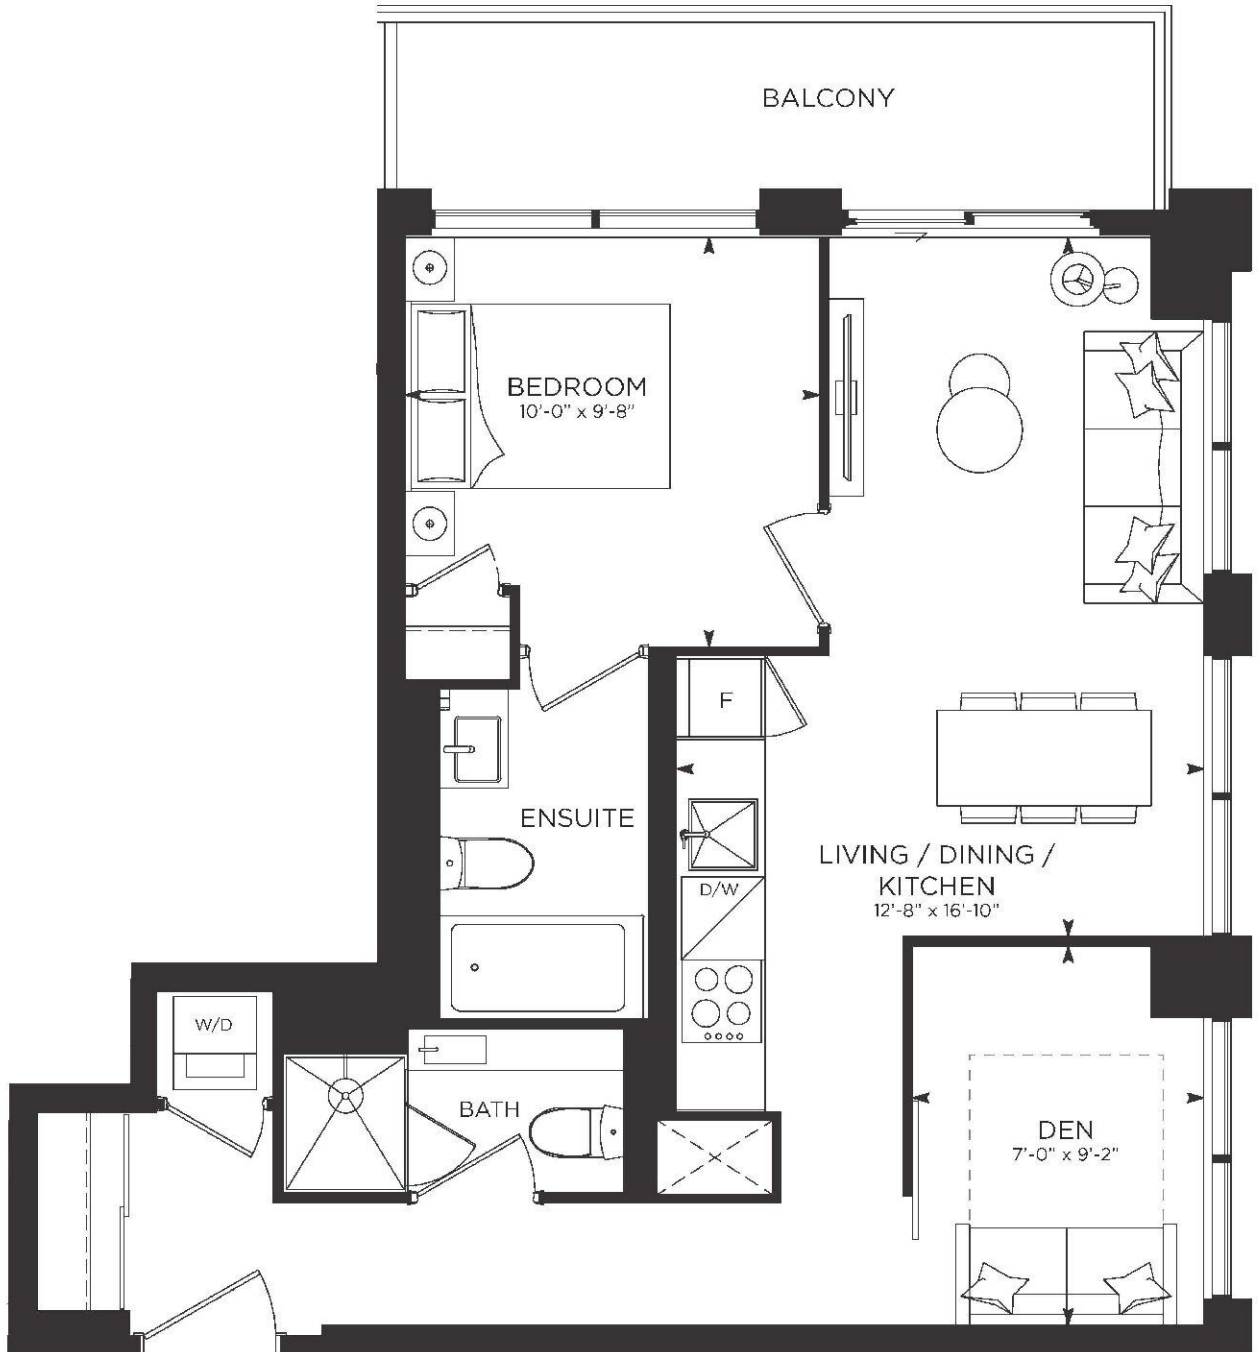 BALCONY
BEDROOM
10'-0" x 9'-8"
F
ENSUITE
D/W
LIVING / DINING /
KITCHEN
12'-8" x 16'-10"
W/D
BATH
DEN
7'-0" x 9'-2"